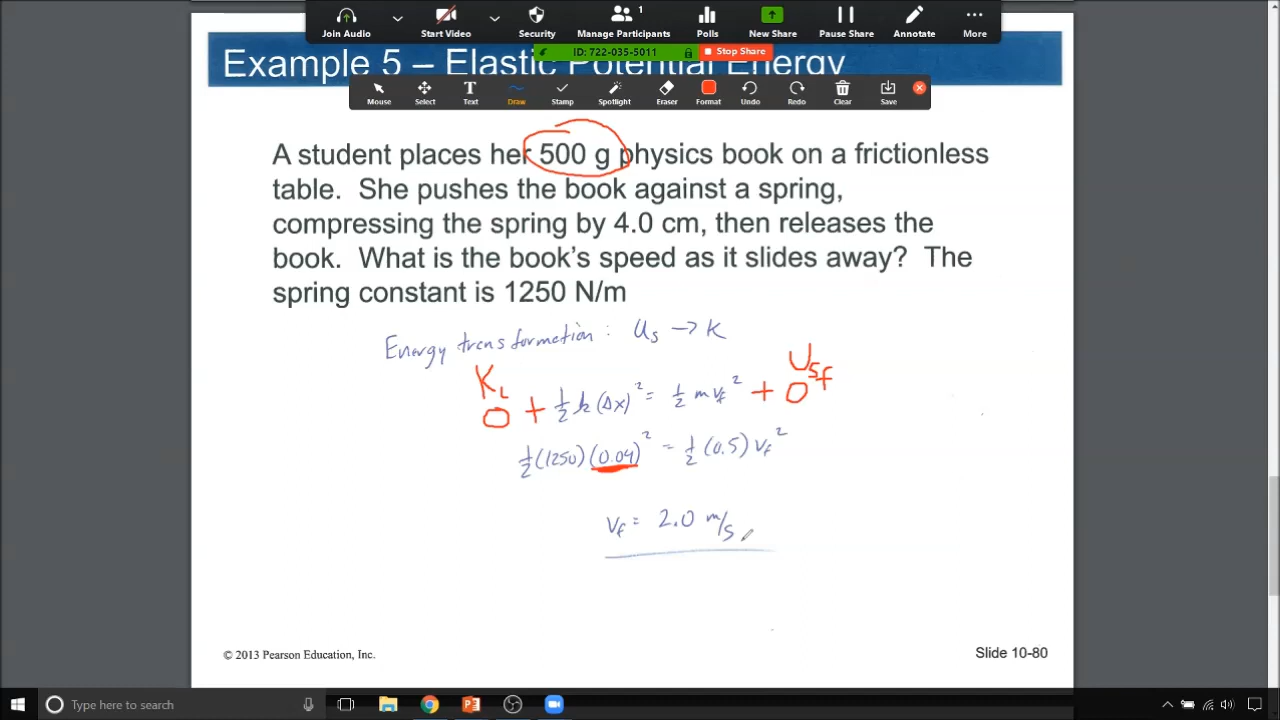 Join Audio
Start Video
Security
Manage Participants
1
Polls
New Share
Pause Share
Annotate
More
ID: 722-035-5011
Stop Share
Example 5 – Elastic Potential Energy
Mouse
Select
Text
Draw
Stamp
Spotlight
Eraser
Format
Undo
Redo
Clear
Save
A student places her 500 g physics book on a frictionless
table. She pushes the book against a spring,
compressing the spring by 4.0 cm, then releases the
book. What is the book's speed as it slides away? The
spring constant is 1250 N/m
Energy transformation: Us → K
Ki
Usf
0 + 1/2 k (Δx)² = 1/2 m vf² + 0
1/2 (1250) (0.04)² = 1/2 (0.5) vf²
vf = 2.0 m/s
© 2013 Pearson Education, Inc.
Slide 10-80
Type here to search